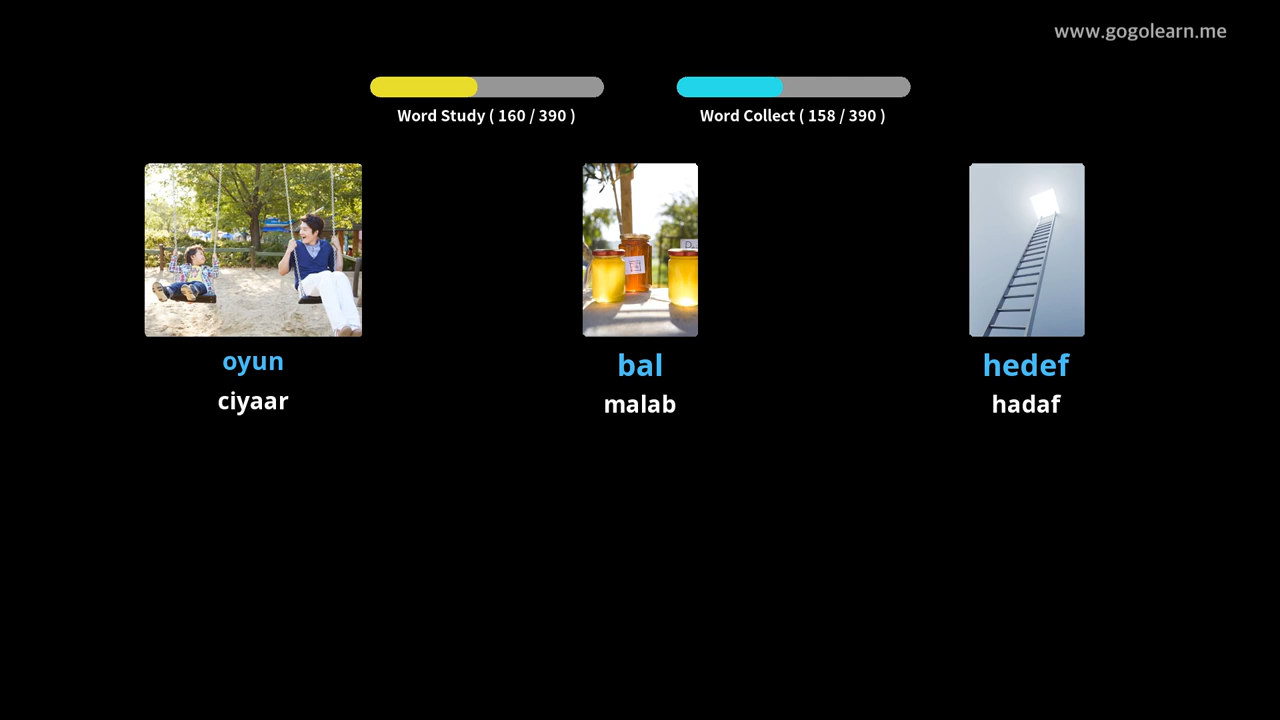 www.gogolearn.me
Word Study ( 160 / 390 )
Word Collect ( 158 / 390 )
oyun
ciyaar
bal
malab
hedef
hadaf